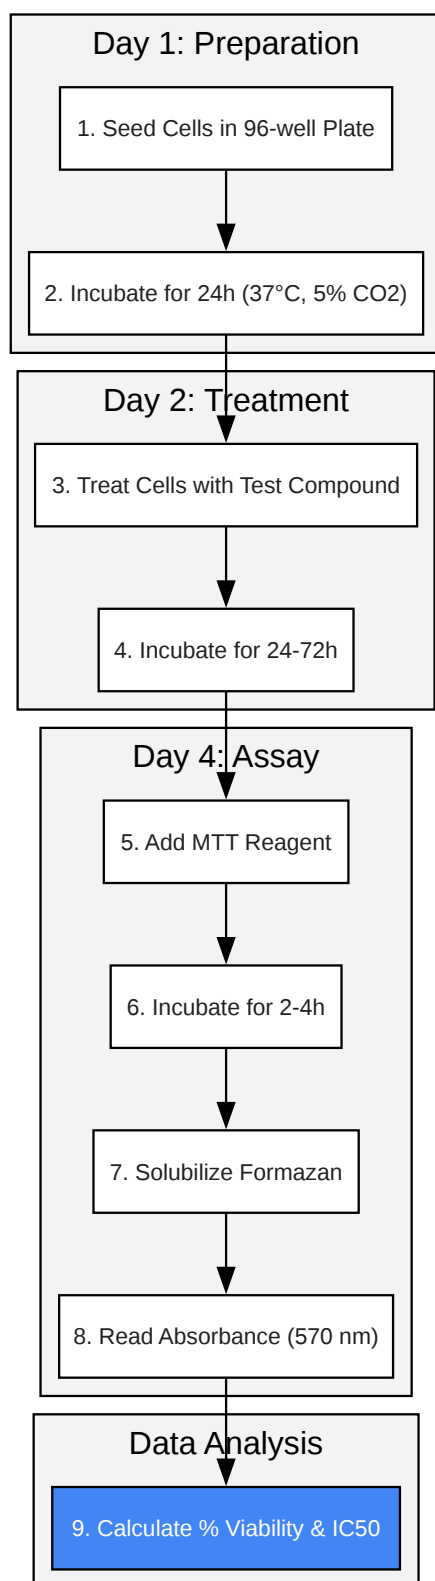 Day 1: Preparation
1. Seed Cells in 96-well Plate
2. Incubate for 24h (37°C, 5% CO2)
Day 2: Treatment
3. Treat Cells with Test Compound
4. Incubate for 24-72h
Day 4: Assay
5. Add MTT Reagent
6. Incubate for 2-4h
7. Solubilize Formazan
8. Read Absorbance (570 nm)
Data Analysis
9. Calculate % Viability & IC50